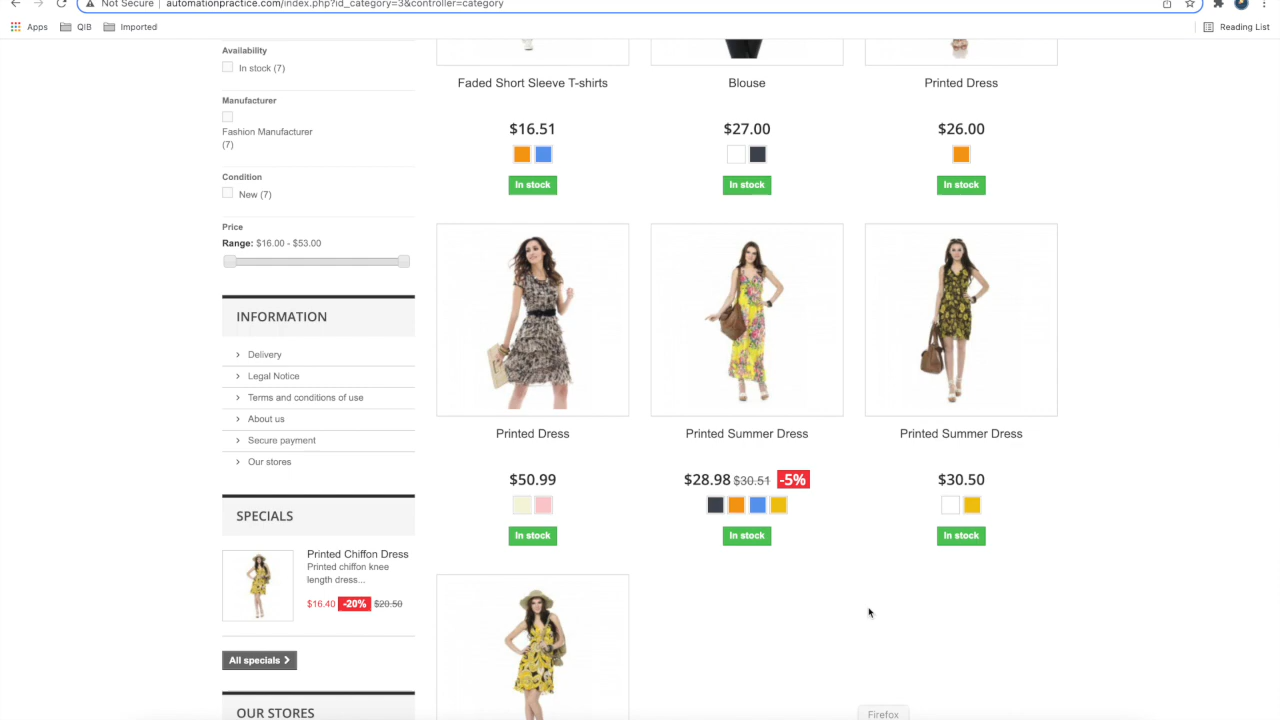 Not Secure automationpractice.com/index.php?id_category=3&controller=category
Apps QIB Imported Reading List
Availability
In stock (7)
Manufacturer
Fashion Manufacturer
(7)
Condition
New (7)
Price
Range: $16.00 - $53.00
INFORMATION
Delivery
Legal Notice
Terms and conditions of use
About us
Secure payment
Our stores
SPECIALS
Printed Chiffon Dress
Printed chiffon knee
length dress...
$16.40 -20% $20.50
All specials
OUR STORES
Faded Short Sleeve T-shirts
$16.51
In stock
Blouse
$27.00
In stock
Printed Dress
$26.00
In stock
Printed Dress
$50.99
In stock
Printed Summer Dress
$28.98 $30.51 -5%
In stock
Printed Summer Dress
$30.50
In stock
Firefox